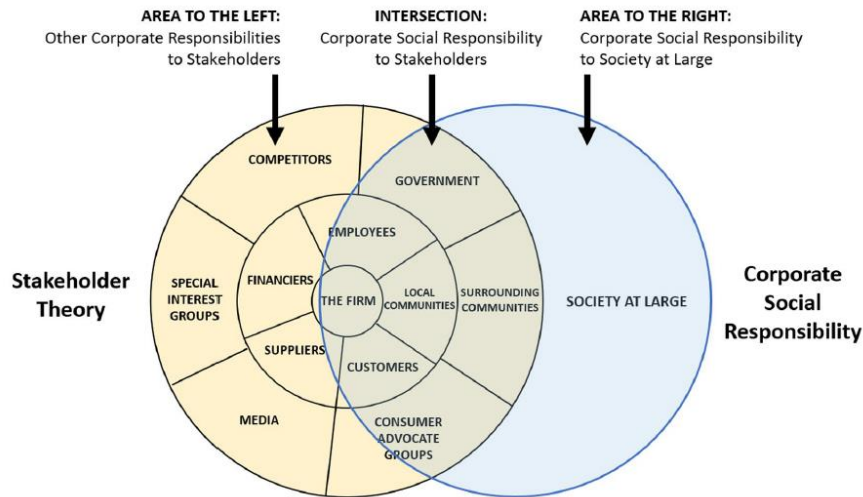 AREA TO THE LEFT:
Other Corporate Responsibilities
to Stakeholders
INTERSECTION:
Corporate Social Responsibility
to Stakeholders
AREA TO THE RIGHT:
Corporate Social Responsibility
to Society at Large
COMPETITORS
GOVERNMENT
EMPLOYEES
Stakeholder
Theory
SPECIAL
INTEREST
GROUPS
FINANCIERS
THE FIRM
LOCAL
COMMUNITIES
SURROUNDING
COMMUNITIES
SOCIETY AT LARGE
Corporate
Social
Responsibility
SUPPLIERS
CUSTOMERS
MEDIA
CONSUMER
ADVOCATE
GROUPS